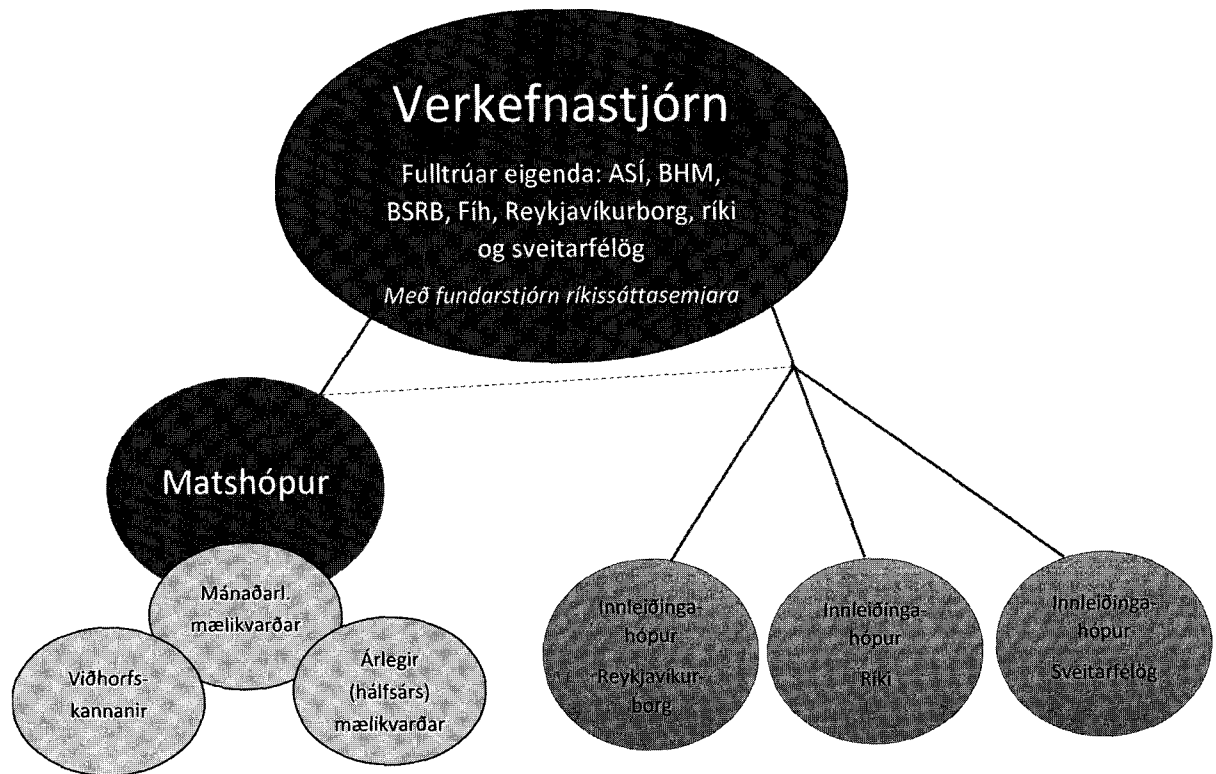 Verkefnastjórn
Fulltrúar eigenda: ASÍ, BHM,
BSRB, Fíh, Reykjavíkurborg, ríki
og sveitarfélög
Með fundarstjórn ríkissáttasemjara
Matshópur
Mánaðarl.
mælikvarðar
Viðhorfs-
kannanir
Árlegir
(hálfsárs)
mælikvarðar
Innleiðinga-
hópur
Reykjavíkur-
borg
Innleiðinga-
hópur
Ríki
Innleiðinga-
hópur
Sveitarfélög